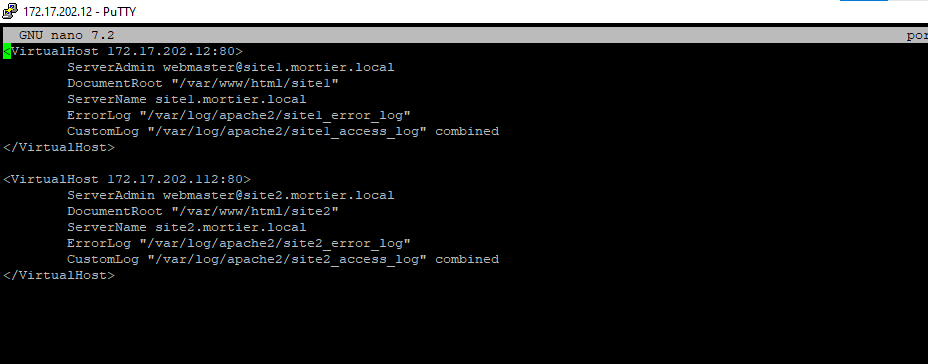 172.17.202.12 - PuTTY
GNU nano 7.2
<VirtualHost 172.17.202.12:80>
ServerAdmin webmaster@site1.mortier.local
DocumentRoot "/var/www/html/site1"
ServerName site1.mortier.local
ErrorLog "/var/log/apache2/site1_error_log"
CustomLog "/var/log/apache2/site1_access_log" combined
</VirtualHost>
<VirtualHost 172.17.202.112:80>
ServerAdmin webmaster@site2.mortier.local
DocumentRoot "/var/www/html/site2"
ServerName site2.mortier.local
ErrorLog "/var/log/apache2/site2_error_log"
CustomLog "/var/log/apache2/site2_access_log" combined
</VirtualHost>